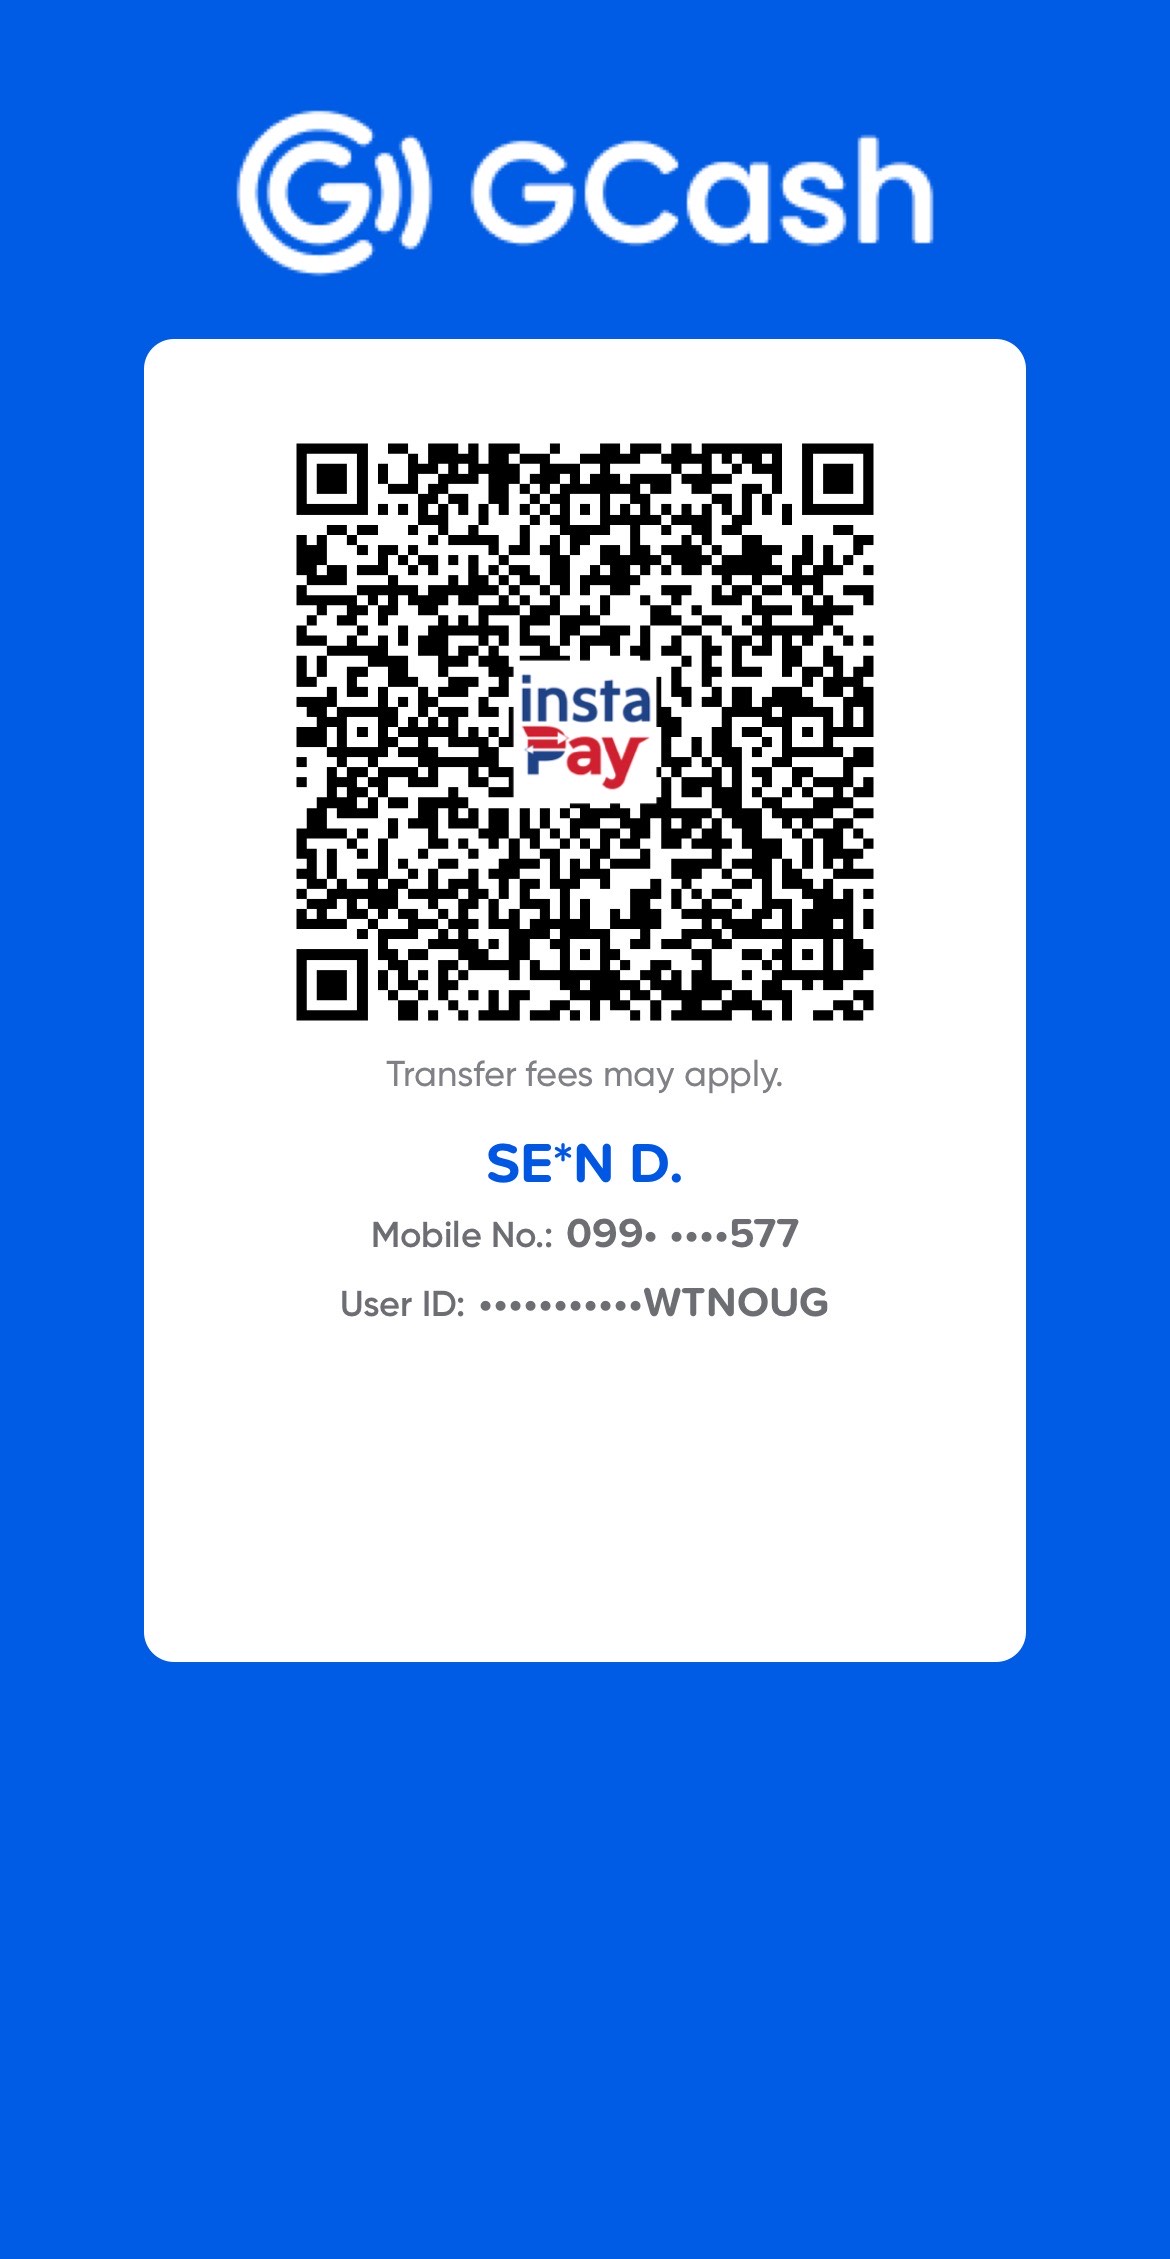 GCash
insta
Pay
Transfer fees may apply.
SE*N D.
Mobile No.: 099• ••••577
User ID: •••••••••••WTNOUG